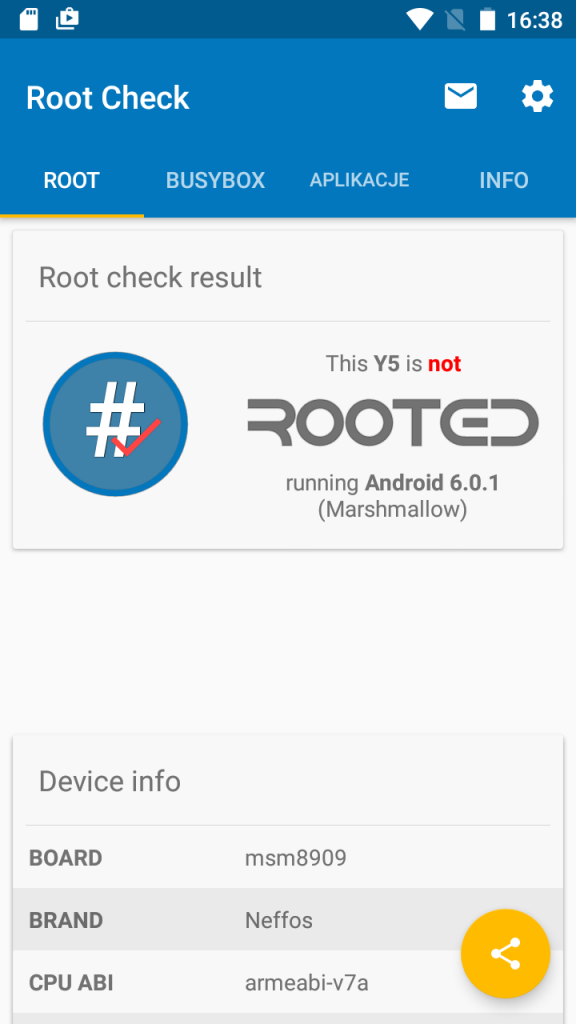 16:38
Root Check
ROOT BUSYBOX APLIKACJE INFO
Root check result
#
This Y5 is not
ROOTED
running Android 6.0.1
(Marshmallow)
Device info
BOARD msm8909
BRAND Neffos
CPU ABI armeabi-v7a